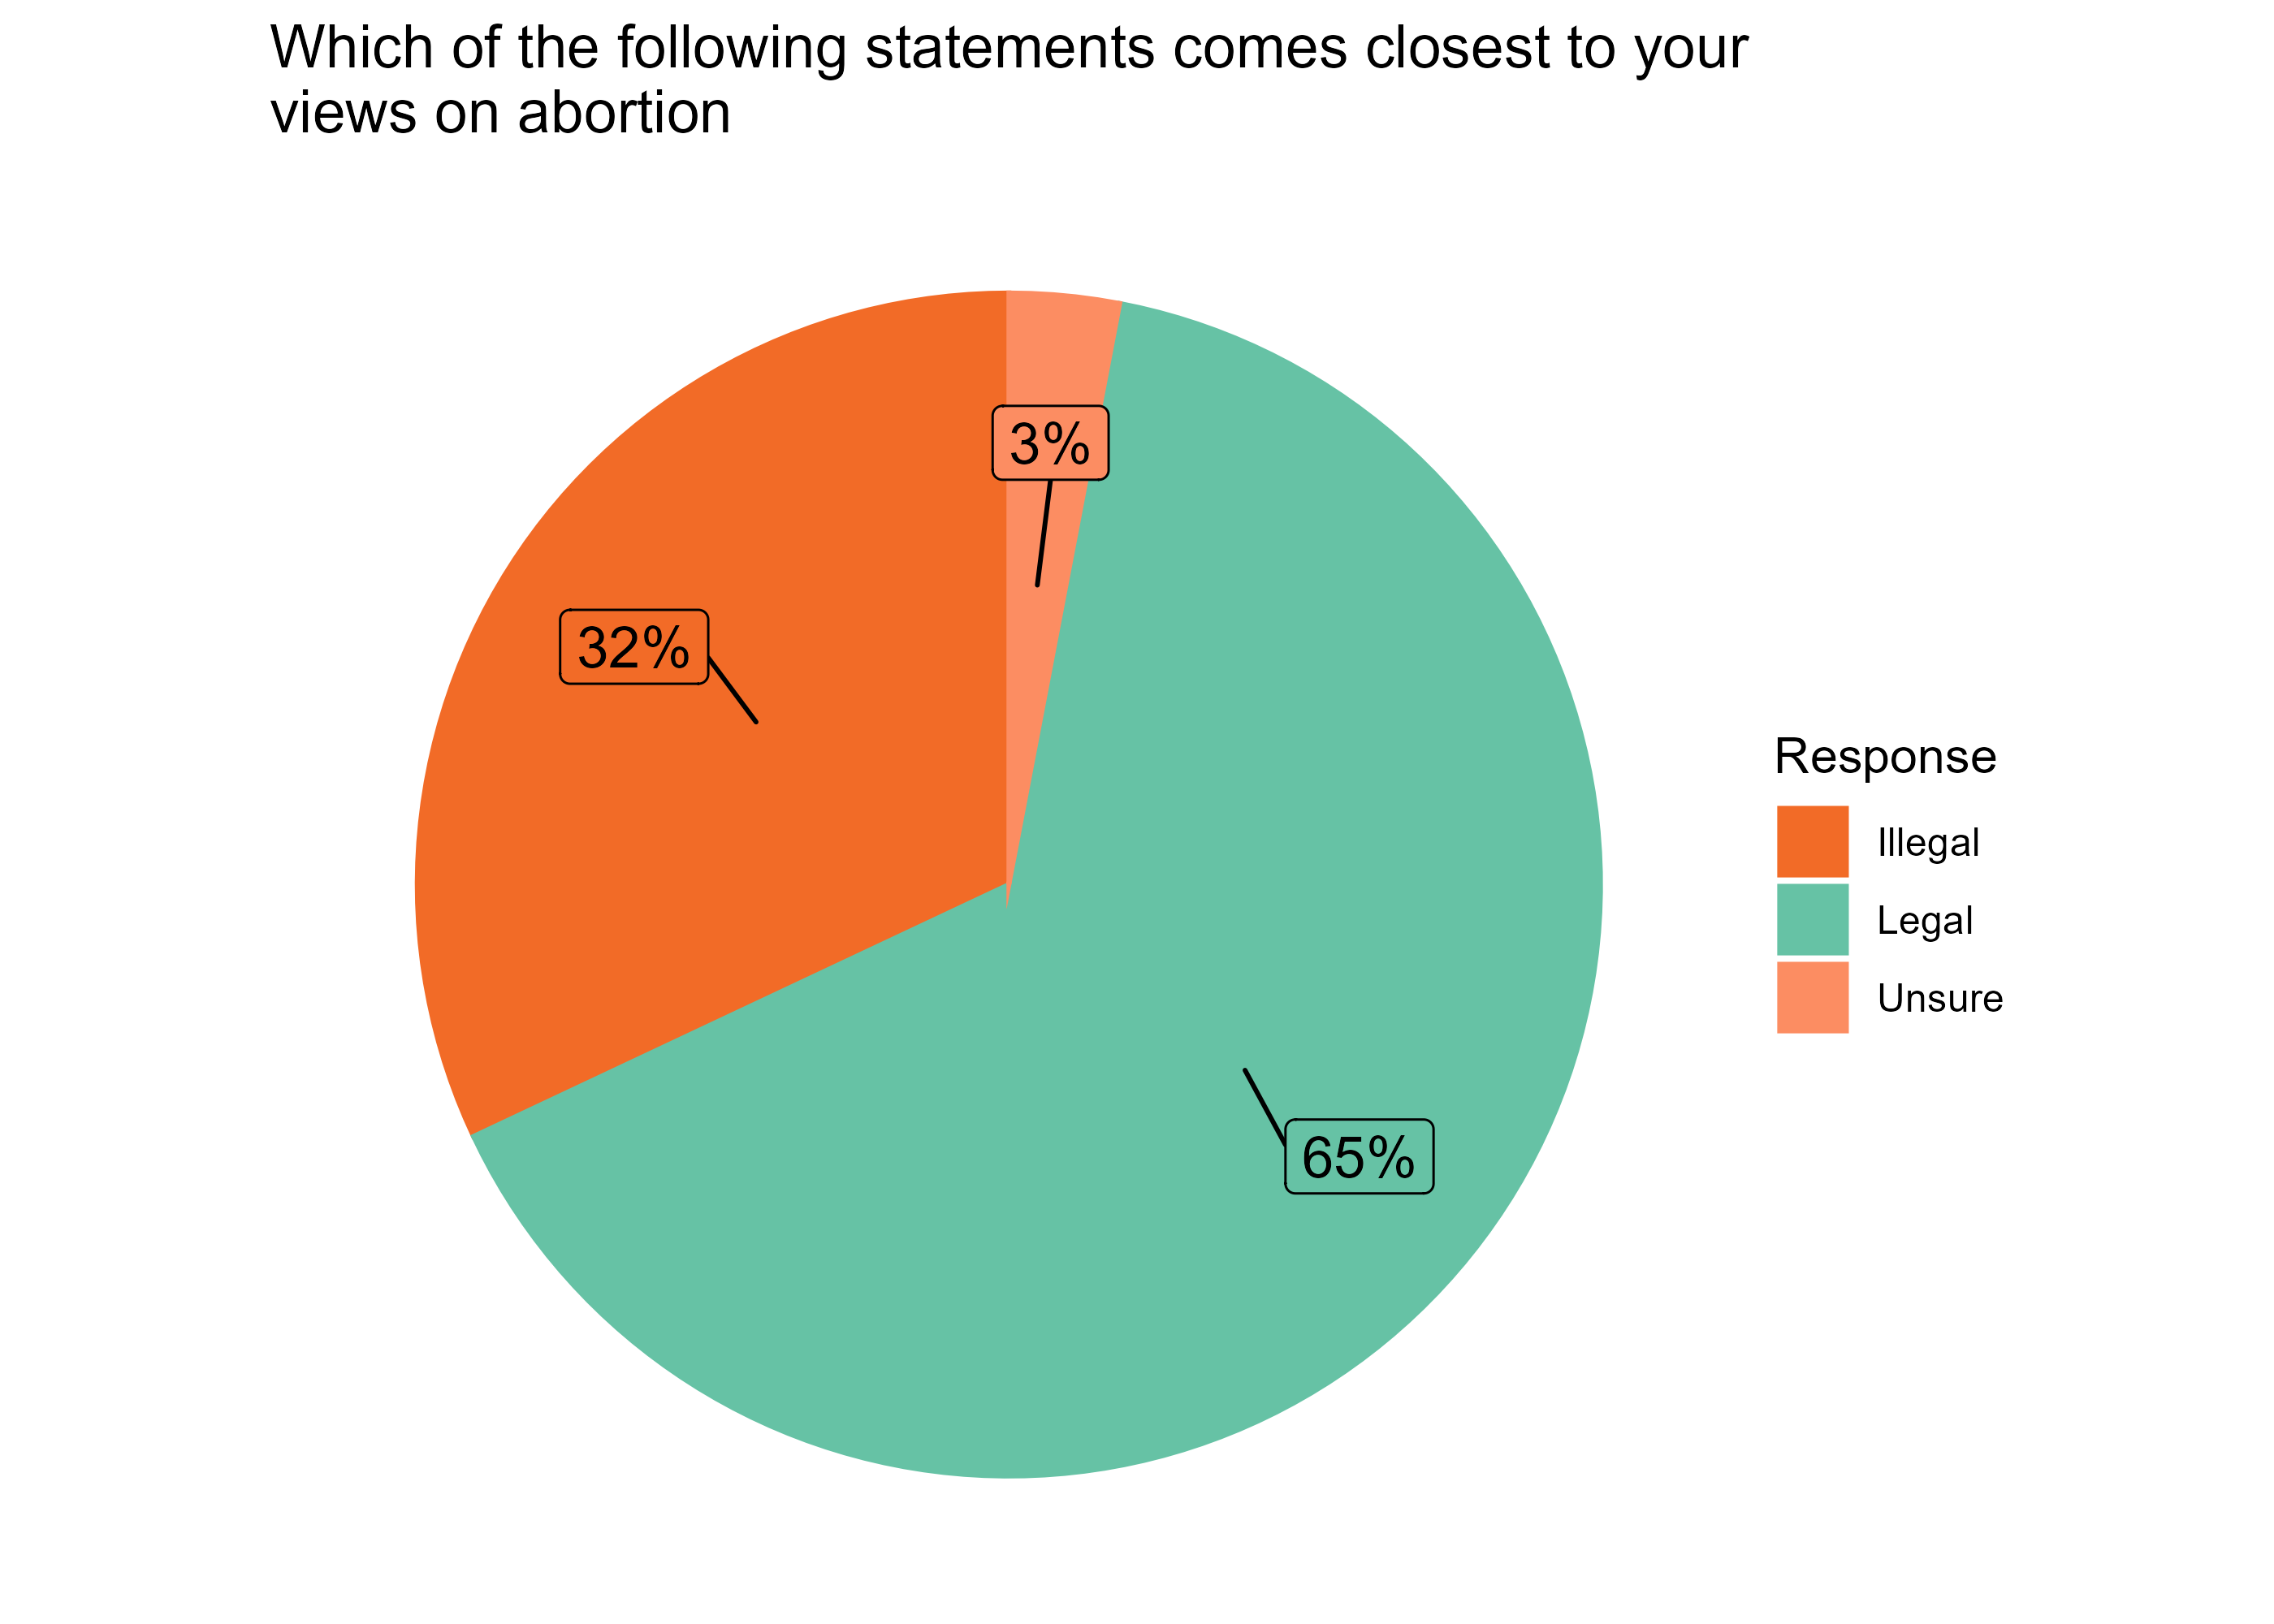 Which of the following statements comes closest to your
views on abortion
3%
32%
65%
Response
Illegal
Legal
Unsure